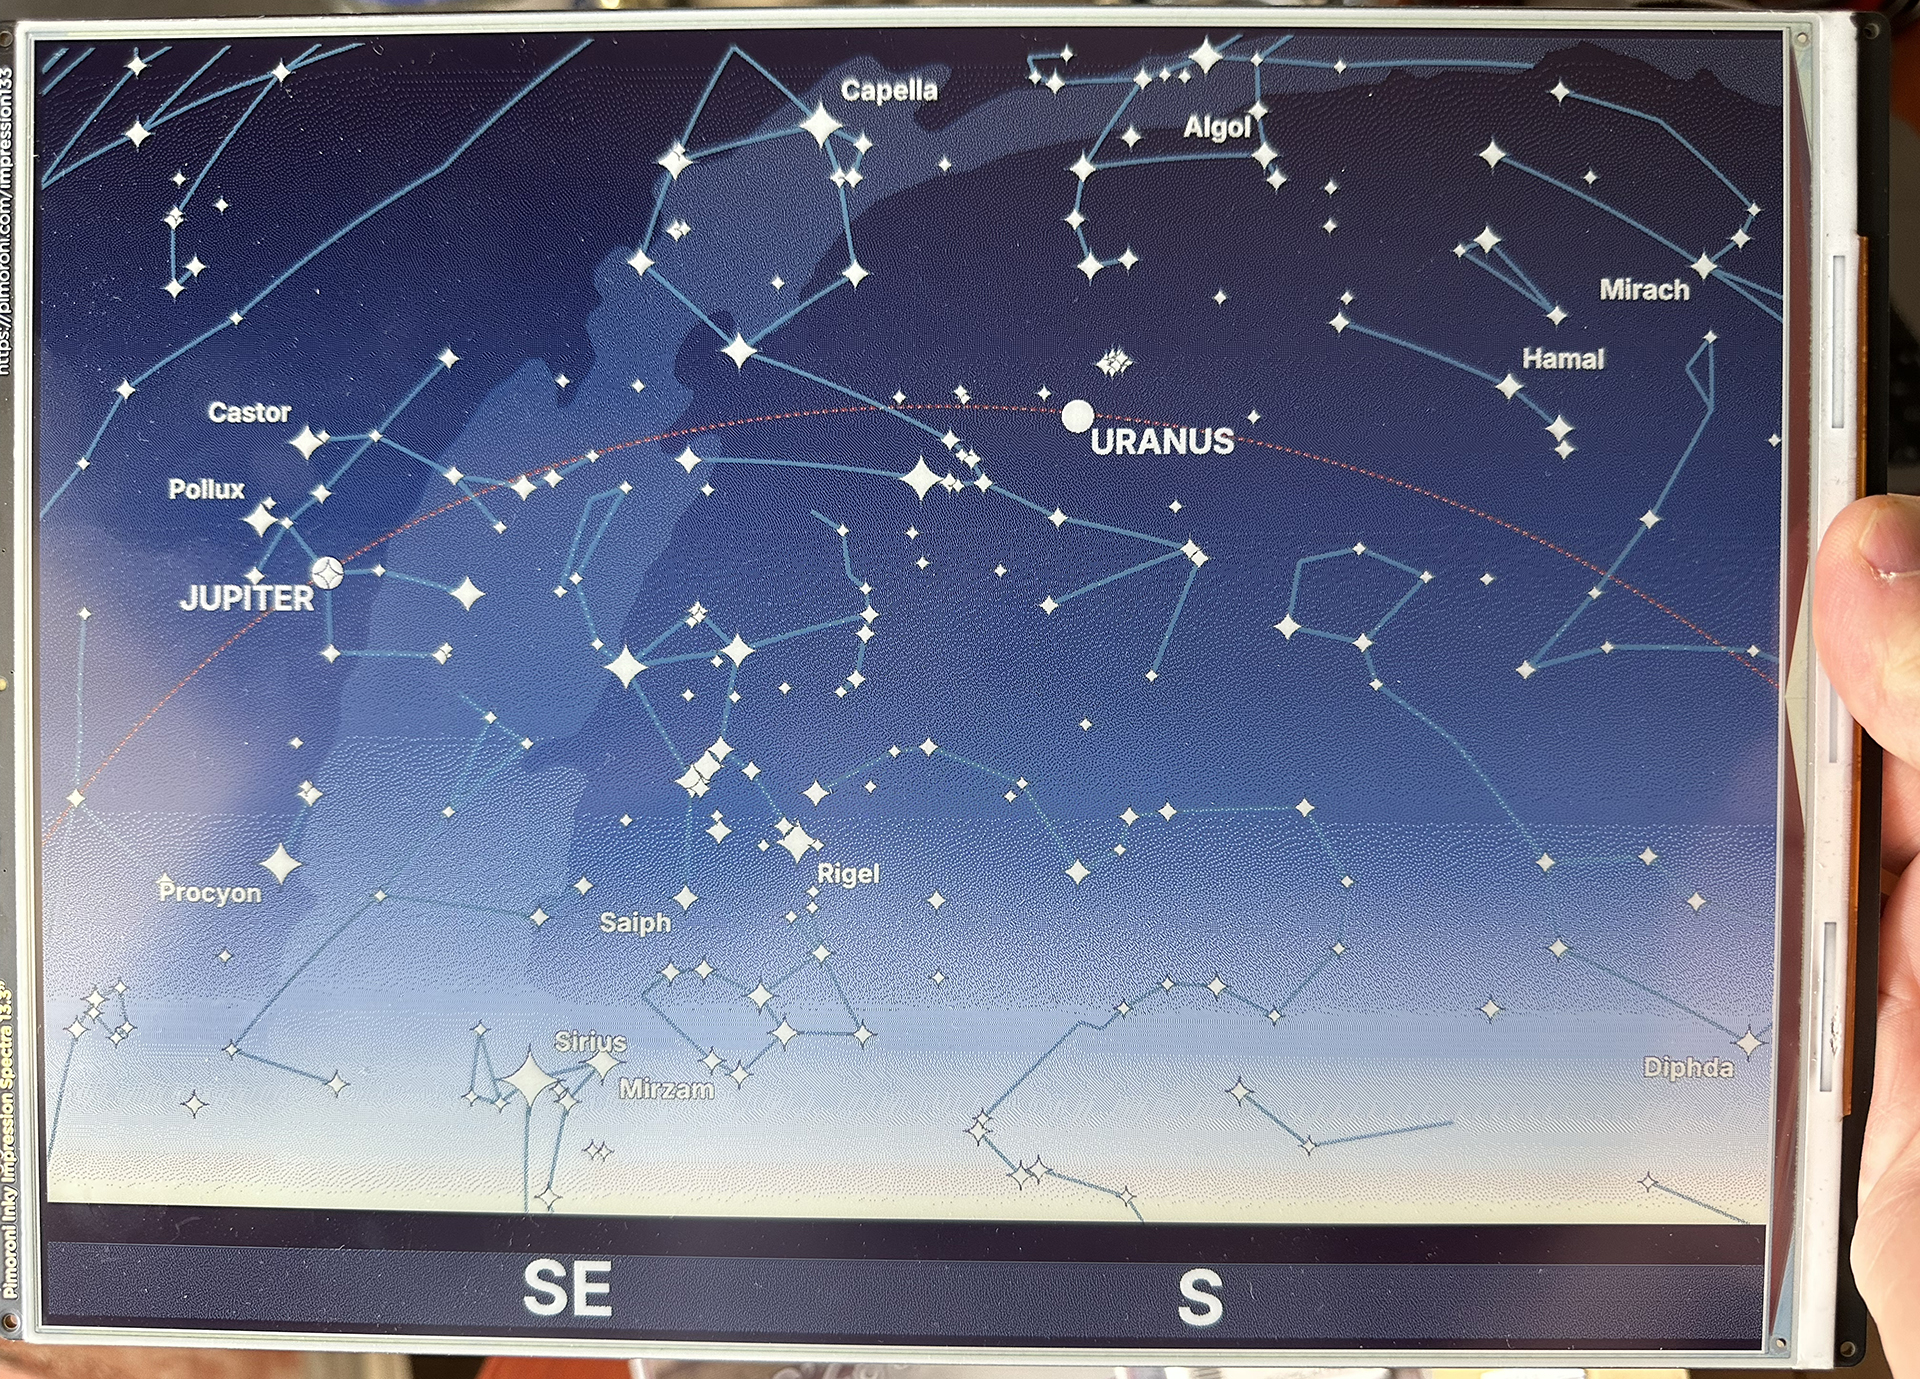 https://pimoroni.com/impression133
Pimoroni Inky Impression Spectra 13.3"
Capella
Algol
Mirach
Hamal
Castor
URANUS
Pollux
JUPITER
Rigel
Procyon
Saiph
Sirius
Mirzam
Diphda
SE
S